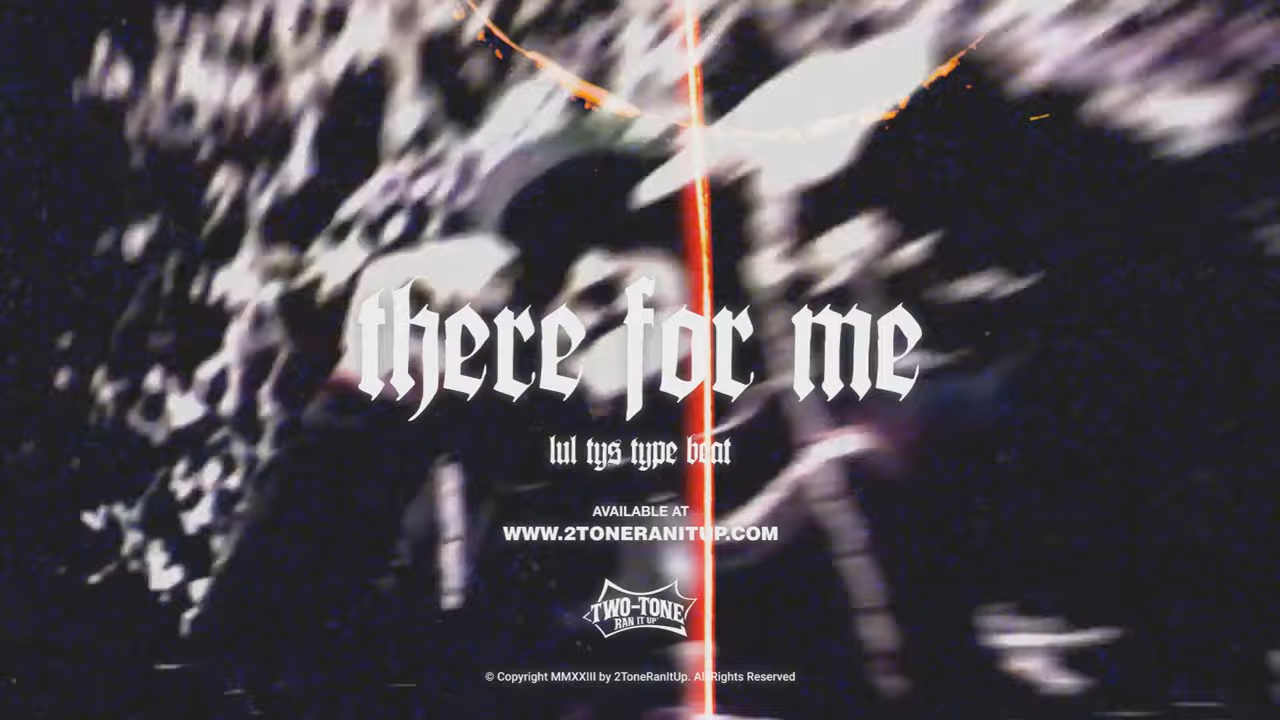 there for me
lul tys type beat
AVAILABLE AT
WWW.2TONERANITUP.COM
TWO-TONE
RAN IT UP
© Copyright MMXXIII by 2ToneRanItUp. All Rights Reserved